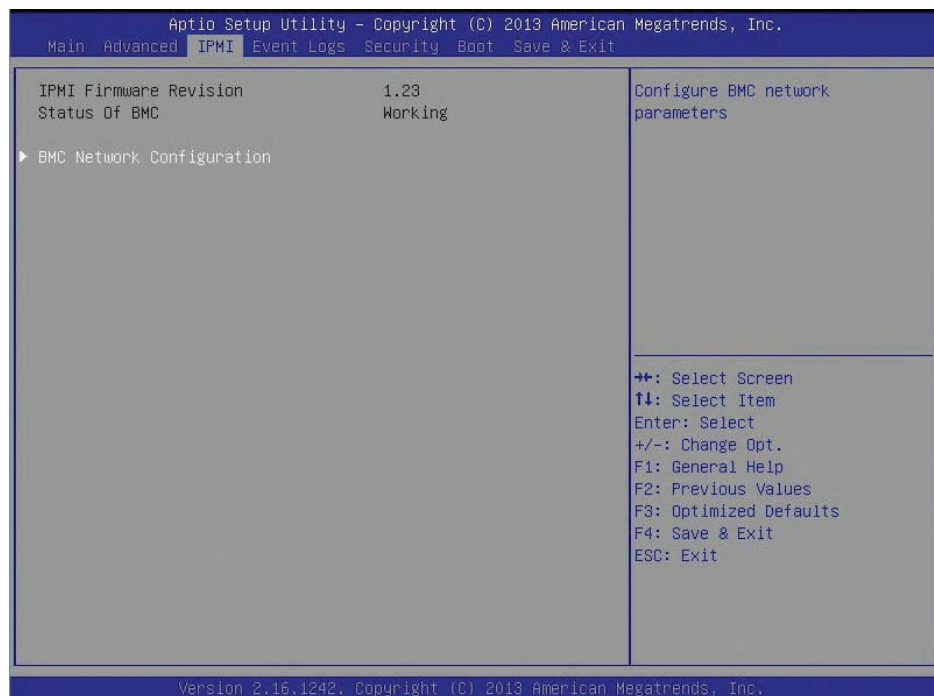 Aptio Setup Utility – Copyright (C) 2013 American Megatrends, Inc.
Main Advanced IPMI Event Logs Security Boot Save & Exit
IPMI Firmware Revision 1.23
Status Of BMC Working
BMC Network Configuration
Configure BMC network
parameters
→←: Select Screen
↑↓: Select Item
Enter: Select
+/-: Change Opt.
F1: General Help
F2: Previous Values
F3: Optimized Defaults
F4: Save & Exit
ESC: Exit
Version 2.16.1242. Copyright (C) 2013 American Megatrends, Inc.